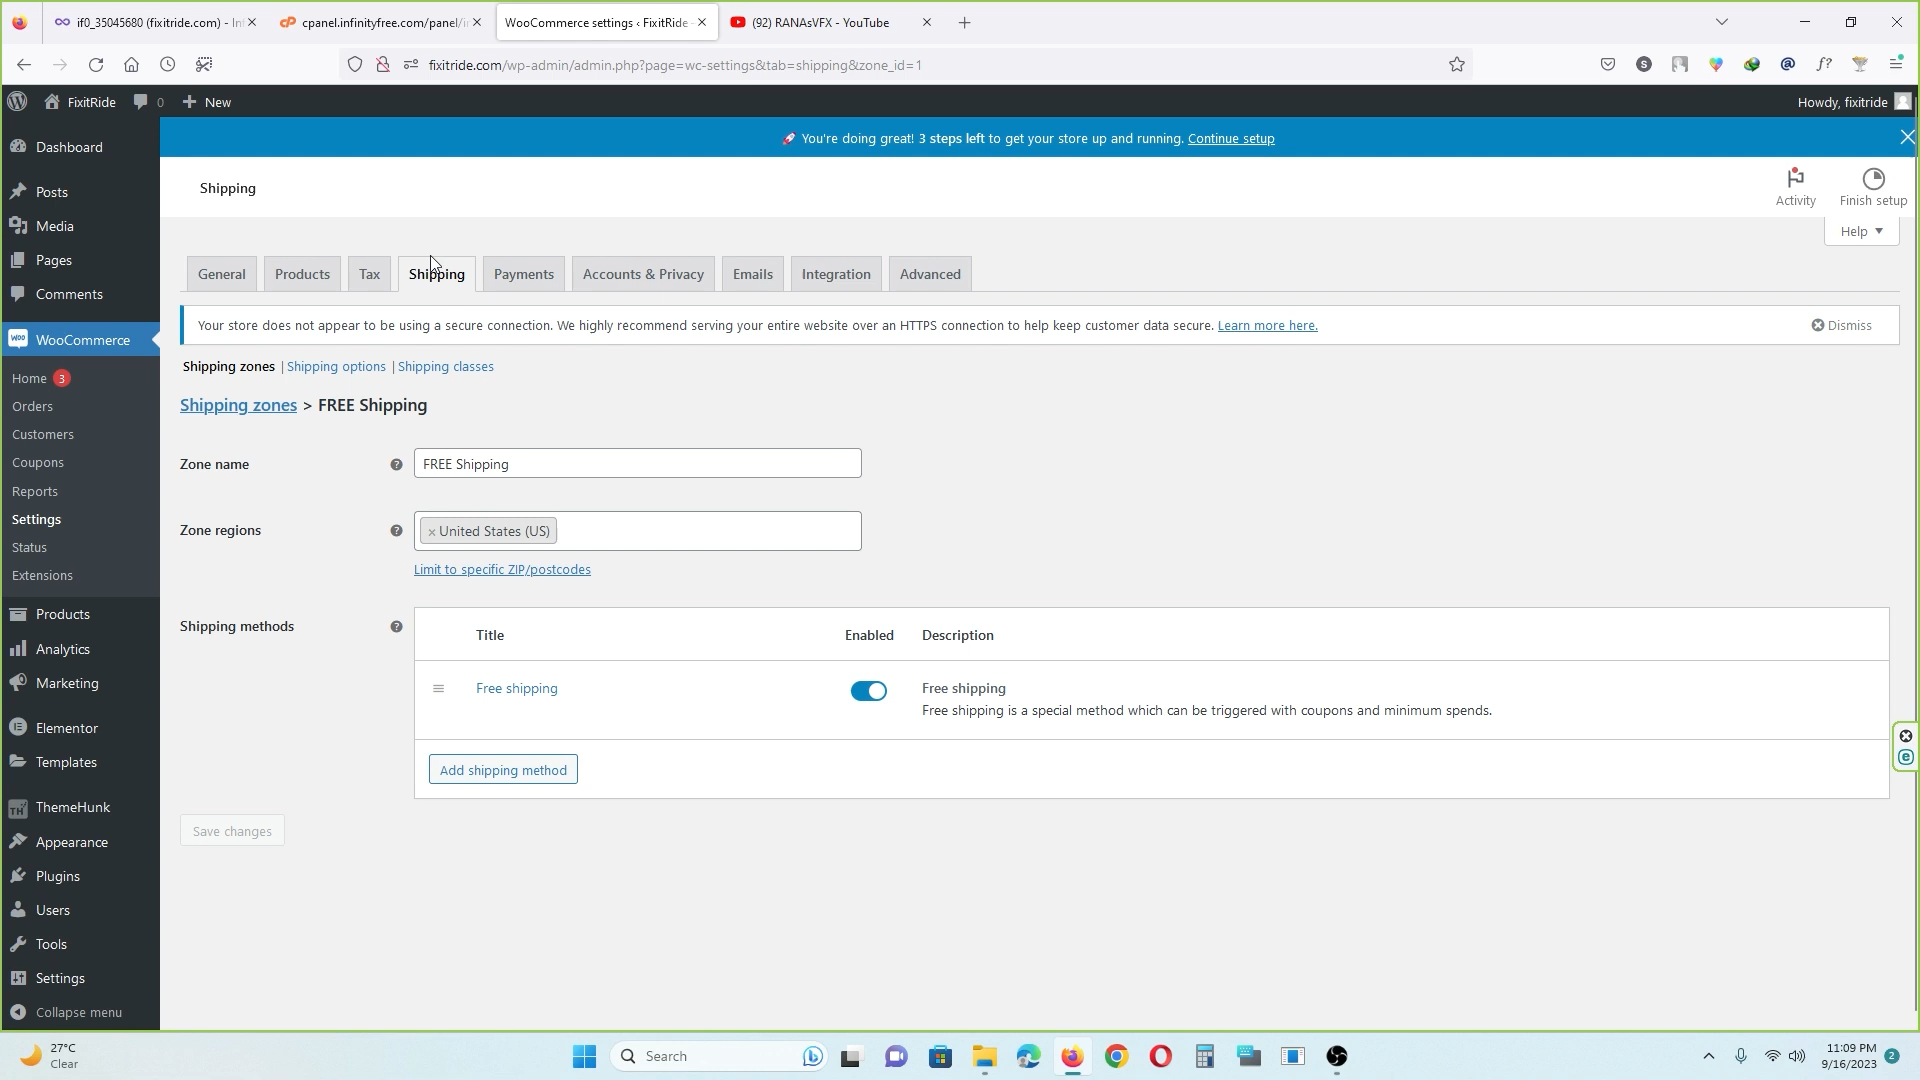 if0_35045680 (fixitride.com) - In
cpanel.infinityfree.com/panel/i
WooCommerce settings ‹ FixitRide -
(92) RANAsVFX - YouTube
fixitride.com/wp-admin/admin.php?page=wc-settings&tab=shipping&zone_id=1
FixitRide 0 New
Howdy, fixitride
You're doing great! 3 steps left to get your store up and running. Continue setup
Shipping
Activity
Finish setup
Help
Dashboard
Posts
Media
Pages
Comments
WooCommerce
Home 3
Orders
Customers
Coupons
Reports
Settings
Status
Extensions
Products
Analytics
Marketing
Elementor
Templates
ThemeHunk
Appearance
Plugins
Users
Tools
Settings
Collapse menu
General Products Tax Shipping Payments Accounts & Privacy Emails Integration Advanced
Your store does not appear to be using a secure connection. We highly recommend serving your entire website over an HTTPS connection to help keep customer data secure. Learn more here.
Dismiss
Shipping zones | Shipping options | Shipping classes
Shipping zones > FREE Shipping
Zone name
FREE Shipping
Zone regions
× United States (US)
Limit to specific ZIP/postcodes
Shipping methods
Title Enabled Description
Free shipping
Free shipping
Free shipping is a special method which can be triggered with coupons and minimum spends.
Add shipping method
Save changes
27°C
Clear
Search
11:09 PM
9/16/2023
2